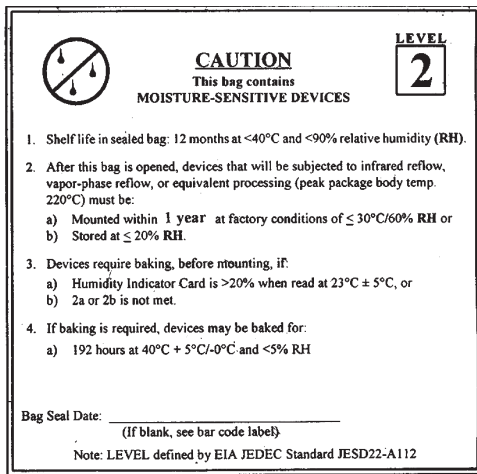 LEVEL
2
CAUTION
This bag contains
MOISTURE-SENSITIVE DEVICES
1. Shelf life in sealed bag: 12 months at <40°C and <90% relative humidity (RH).
2. After this bag is opened, devices that will be subjected to infrared reflow,
vapor-phase reflow, or equivalent processing (peak package body temp.
220°C) must be:
a) Mounted within 1 year at factory conditions of ≤ 30°C/60% RH or
b) Stored at ≤ 20% RH.
3. Devices require baking, before mounting, if:
a) Humidity Indicator Card is >20% when read at 23°C ± 5°C, or
b) 2a or 2b is not met.
4. If baking is required, devices may be baked for:
a) 192 hours at 40°C + 5°C/-0°C and <5% RH
Bag Seal Date:
(If blank, see bar code label)
Note: LEVEL defined by EIA JEDEC Standard JESD22-A112